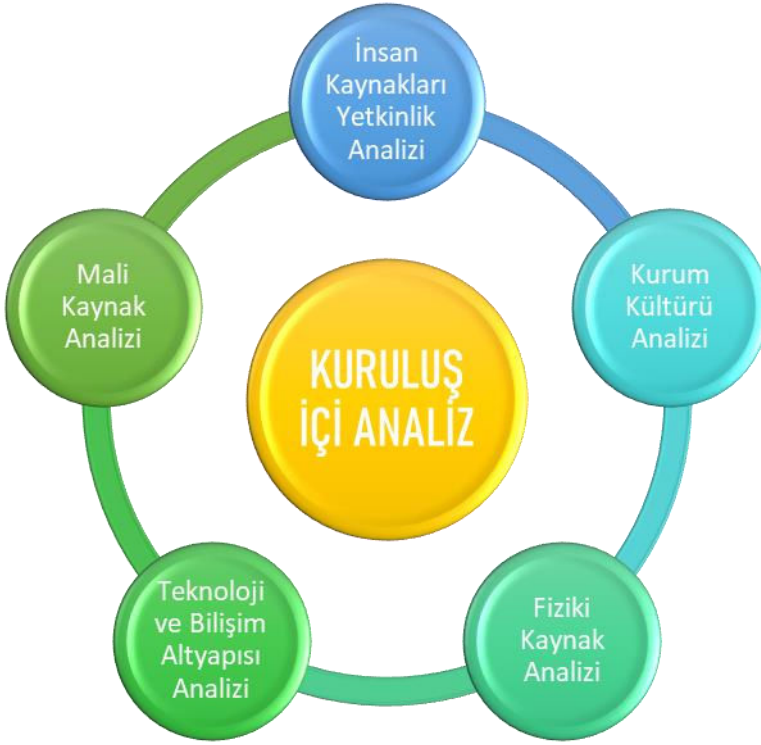 İnsan
Kaynakları
Yetkinlik
Analizi
Kurum
Kültürü
Analizi
Fiziki
Kaynak
Analizi
Teknoloji
ve Bilişim
Altyapısı
Analizi
Mali
Kaynak
Analizi
KURULUŞ
İÇİ ANALİZ